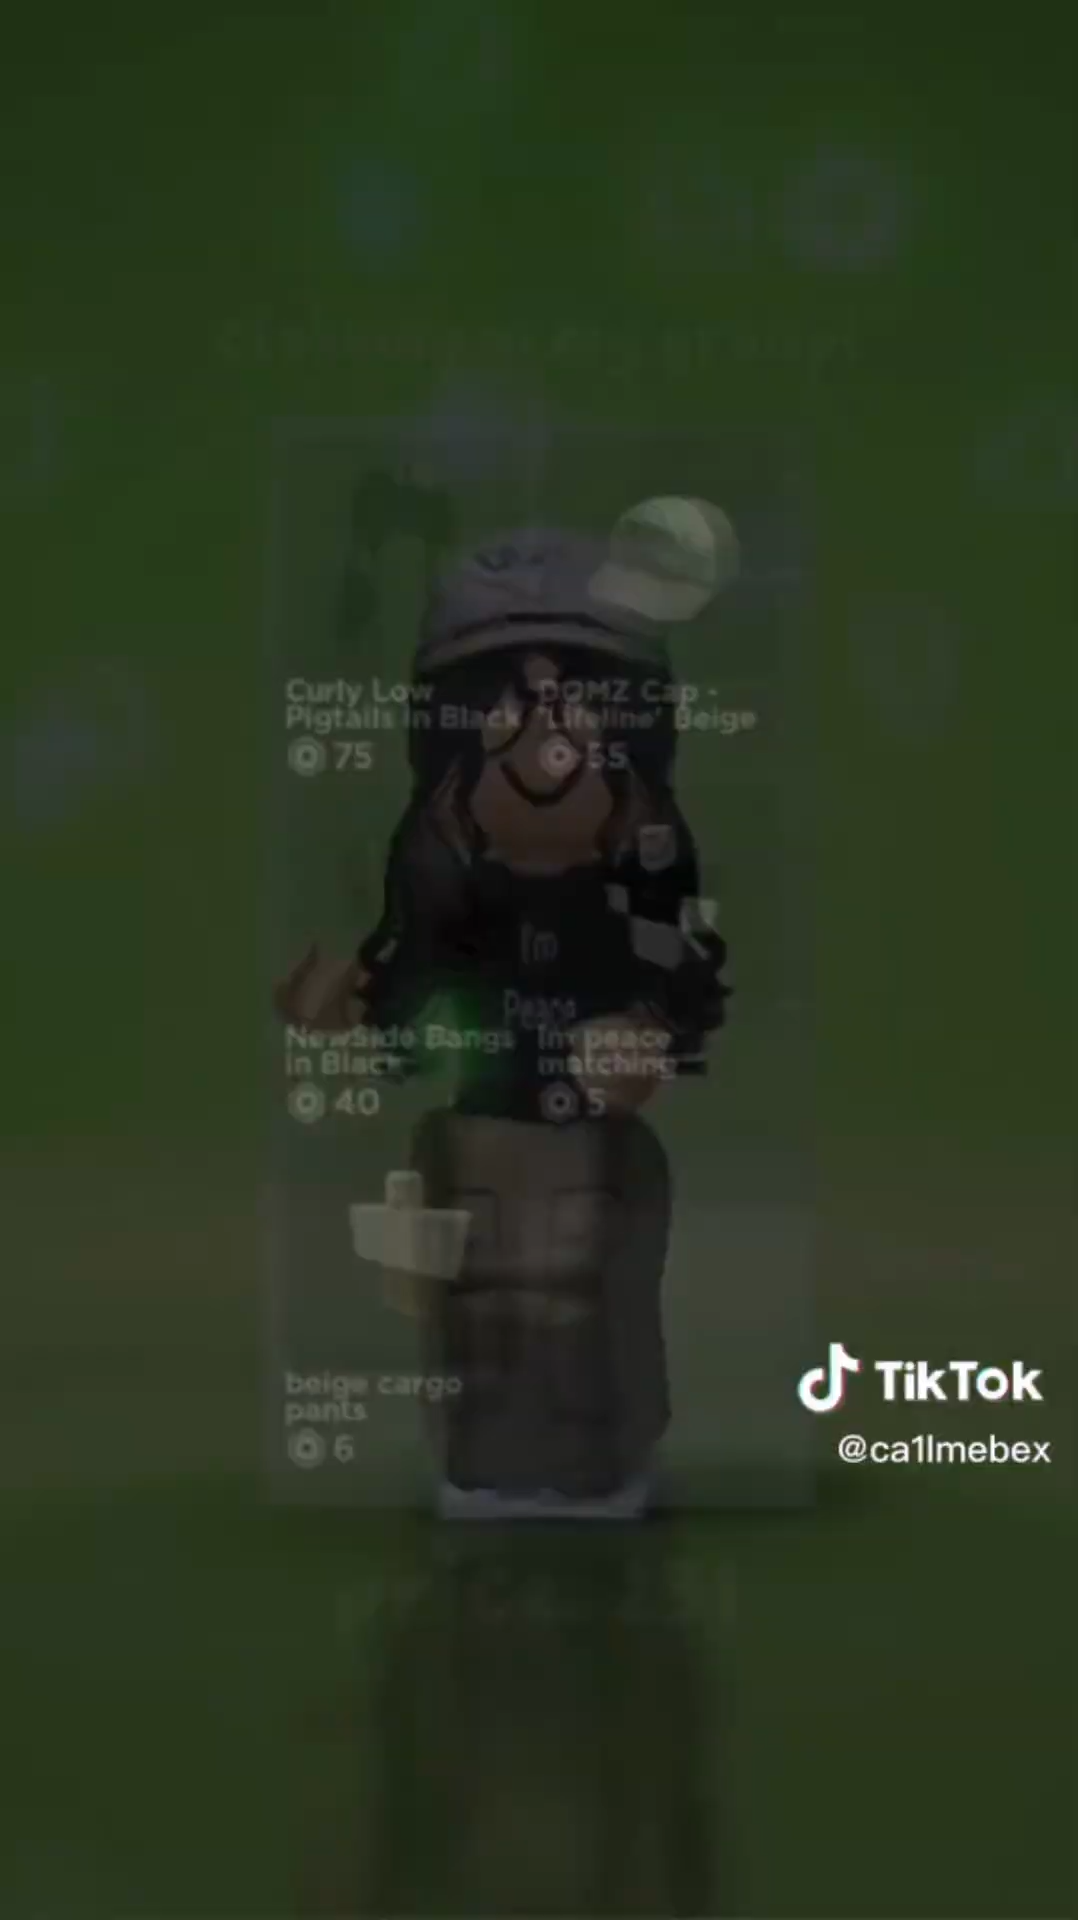 Curly Low
Pigtails in Black
75
DOMZ Cap -
'Lifeline' Beige
55
I'm
Peace
NewSide Bangs
in Black
40
Im peace
matching
5
beige cargo
pants
6
TikTok
@ca1lmebex